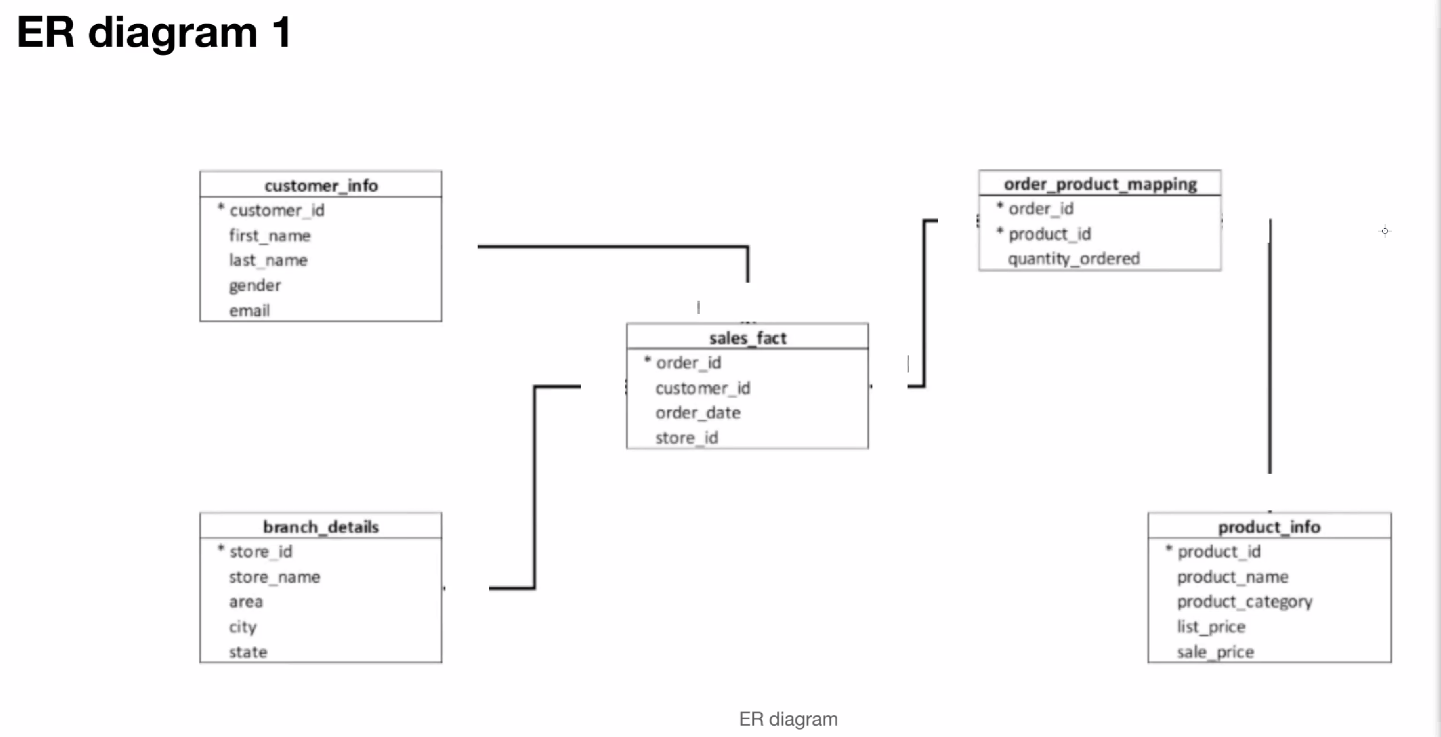 ER diagram 1
customer_info
* customer_id
first_name
last_name
gender
email
order_product_mapping
* order_id
* product_id
quantity_ordered
sales_fact
* order_id
customer_id
order_date
store_id
branch_details
* store_id
store_name
area
city
state
product_info
* product_id
product_name
product_category
list_price
sale_price
ER diagram